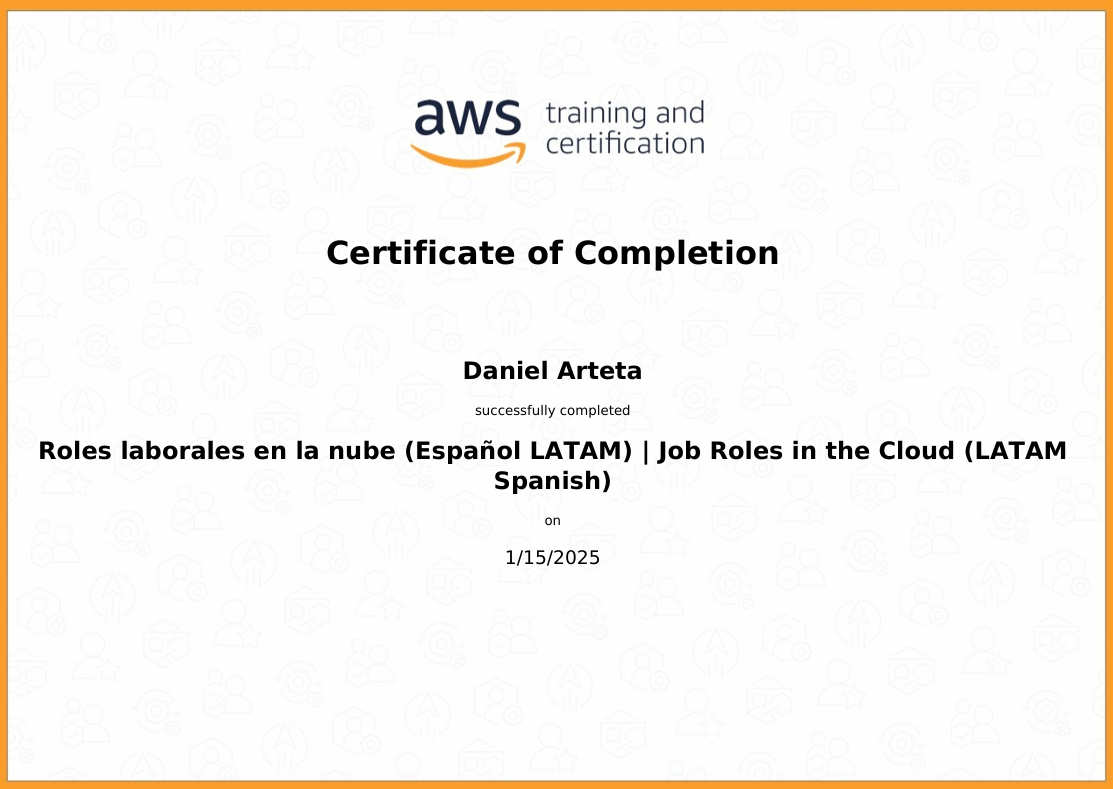 aws training and
certification
Certificate of Completion
Daniel Arteta
successfully completed
Roles laborales en la nube (Español LATAM) | Job Roles in the Cloud (LATAM
Spanish)
on
1/15/2025